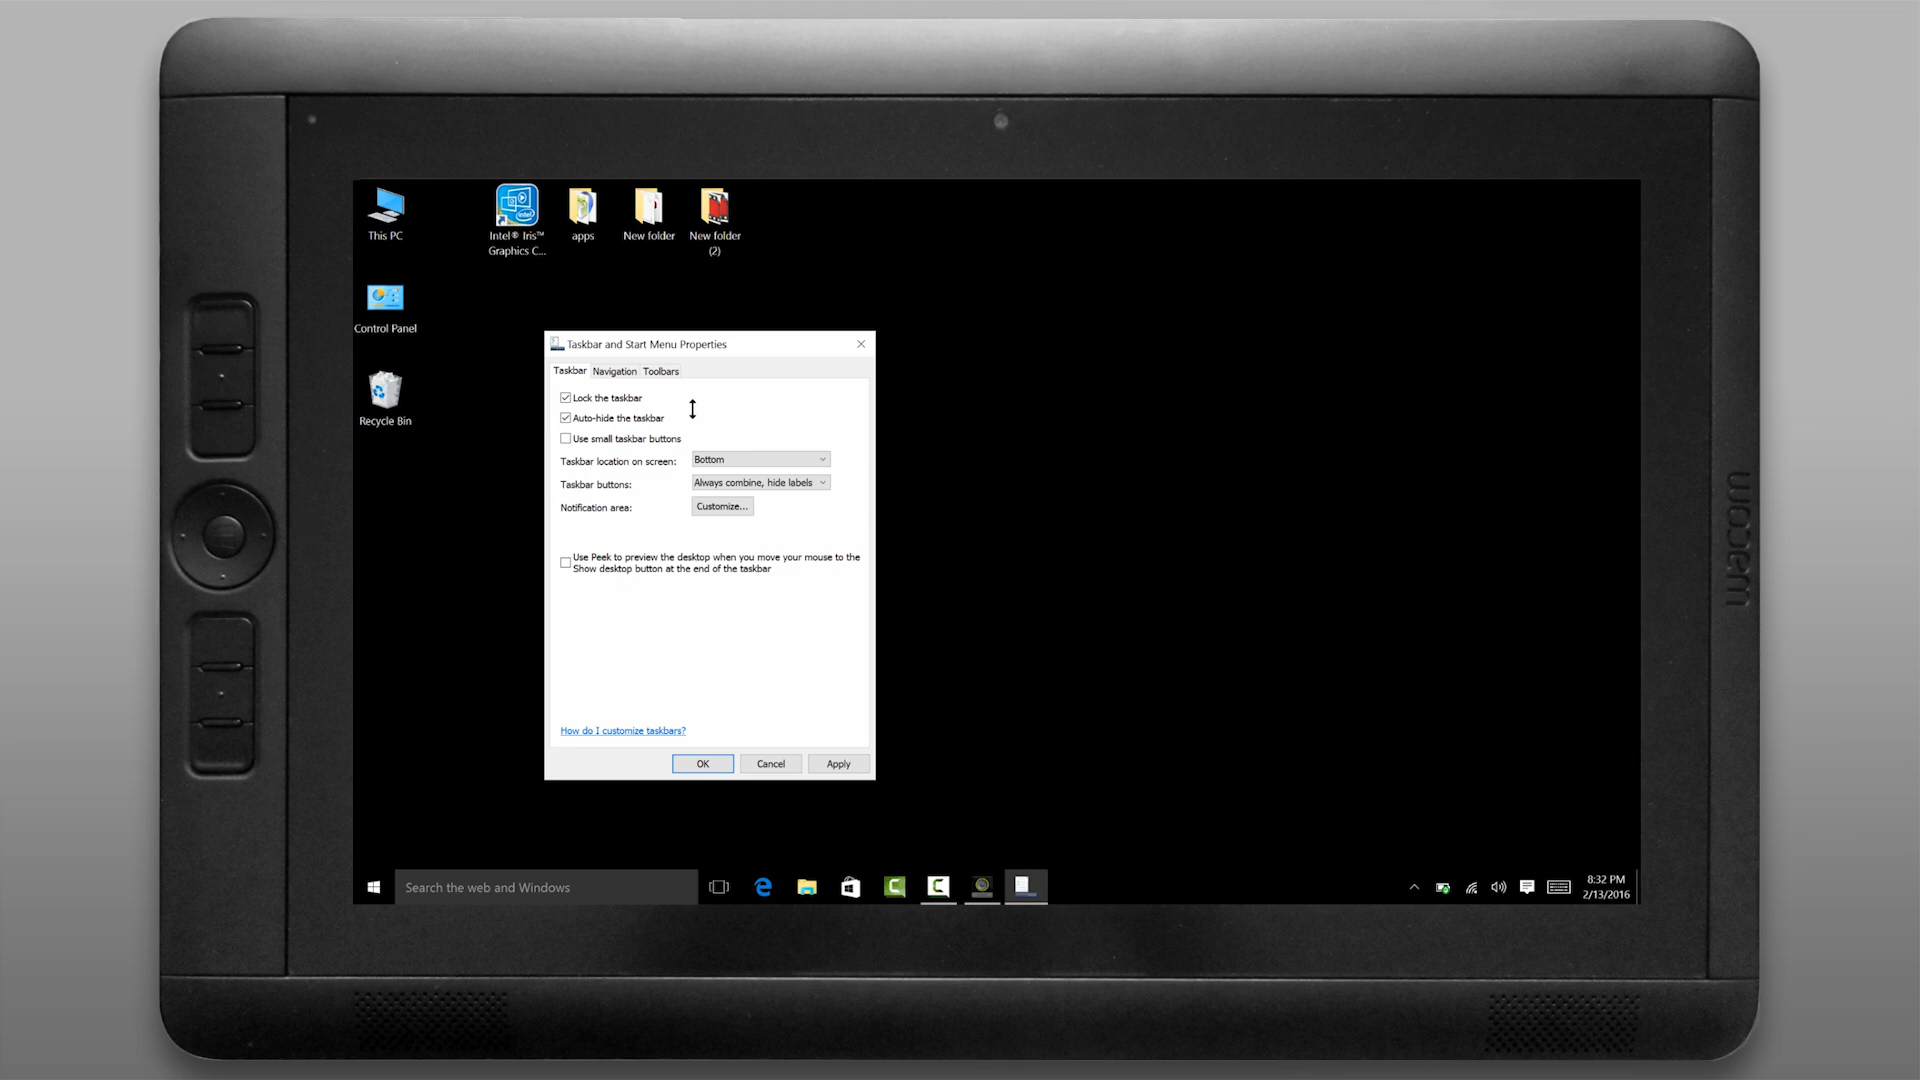 This PC
Intel® Iris™
Graphics C...
apps
New folder
New folder
(2)
Control Panel
Recycle Bin
Taskbar and Start Menu Properties
Taskbar Navigation Toolbars
Lock the taskbar
Auto-hide the taskbar
Use small taskbar buttons
Taskbar location on screen: Bottom
Taskbar buttons: Always combine, hide labels
Notification area: Customize...
Use Peek to preview the desktop when you move your mouse to the
Show desktop button at the end of the taskbar
How do I customize taskbars?
OK Cancel Apply
Search the web and Windows
8:32 PM
2/13/2016
wacom